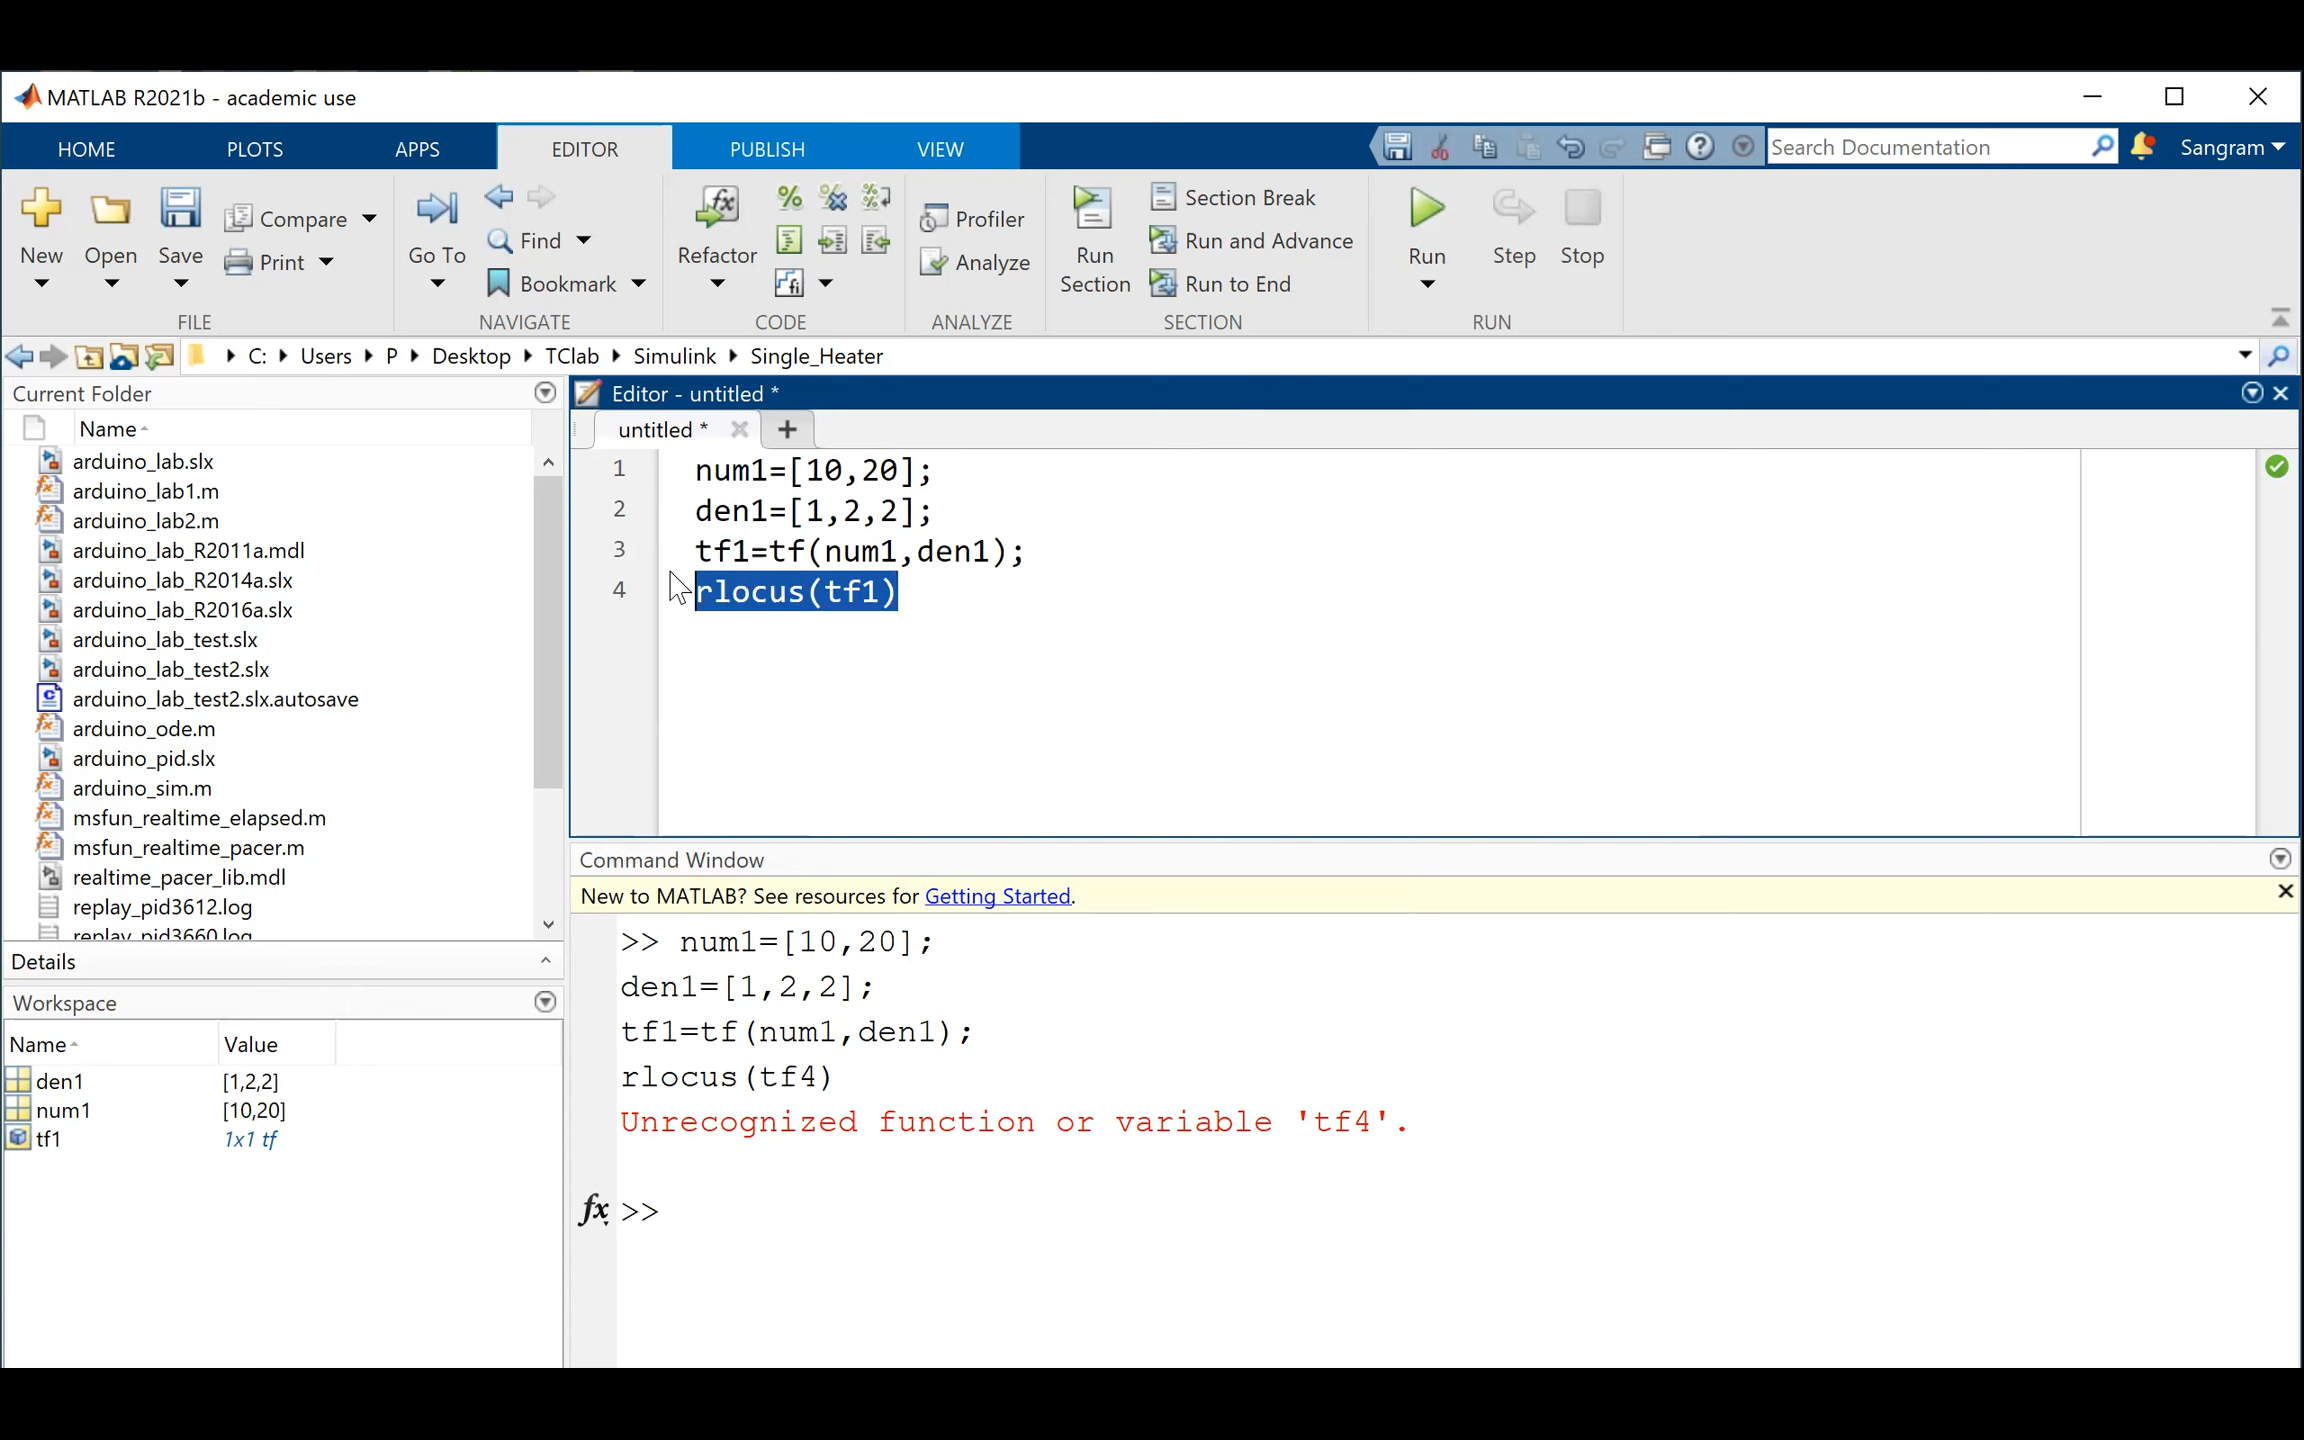 MATLAB R2021b - academic use
HOME PLOTS APPS EDITOR PUBLISH VIEW
Search Documentation
Sangram
New
Open
Save
Compare
Print
FILE
Go To
Find
Bookmark
NAVIGATE
Refactor
CODE
Profiler
Analyze
ANALYZE
Run Section
Section Break
Run and Advance
Run to End
SECTION
Run
Step
Stop
RUN
C: Users P Desktop TClab Simulink Single_Heater
Current Folder
Name
arduino_lab.slx
arduino_lab1.m
arduino_lab2.m
arduino_lab_R2011a.mdl
arduino_lab_R2014a.slx
arduino_lab_R2016a.slx
arduino_lab_test.slx
arduino_lab_test2.slx
arduino_lab_test2.slx.autosave
arduino_ode.m
arduino_pid.slx
arduino_sim.m
msfun_realtime_elapsed.m
msfun_realtime_pacer.m
realtime_pacer_lib.mdl
replay_pid3612.log
replay_pid3660.log
Details
Workspace
Name Value
den1 [1,2,2]
num1 [10,20]
tf1 1x1 tf
Editor - untitled *
untitled *
1 num1=[10,20];
2 den1=[1,2,2];
3 tf1=tf(num1,den1);
4 rlocus(tf1)
Command Window
New to MATLAB? See resources for Getting Started.
>> num1=[10,20];
den1=[1,2,2];
tf1=tf(num1,den1);
rlocus(tf4)
Unrecognized function or variable 'tf4'.
fx >>